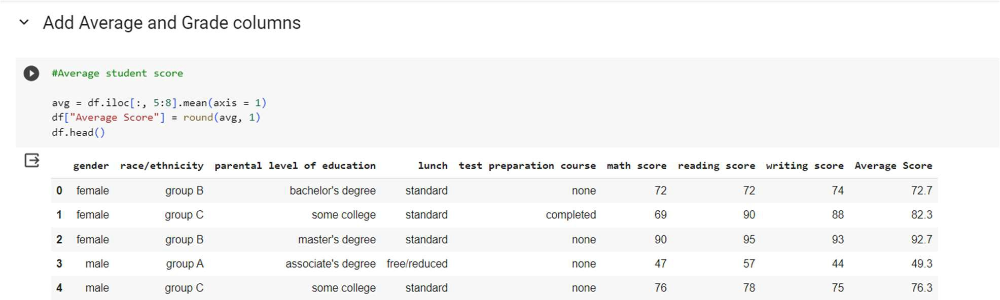 Add Average and Grade columns
#Average student score
avg = df.iloc[:, 5:8].mean(axis = 1)
df["Average Score"] = round(avg, 1)
df.head()
gender race/ethnicity parental level of education lunch test preparation course math score reading score writing score Average Score
0 female group B bachelor's degree standard none 72 72 74 72.7
1 female group C some college standard completed 69 90 88 82.3
2 female group B master's degree standard none 90 95 93 92.7
3 male group A associate's degree free/reduced none 47 57 44 49.3
4 male group C some college standard none 76 78 75 76.3